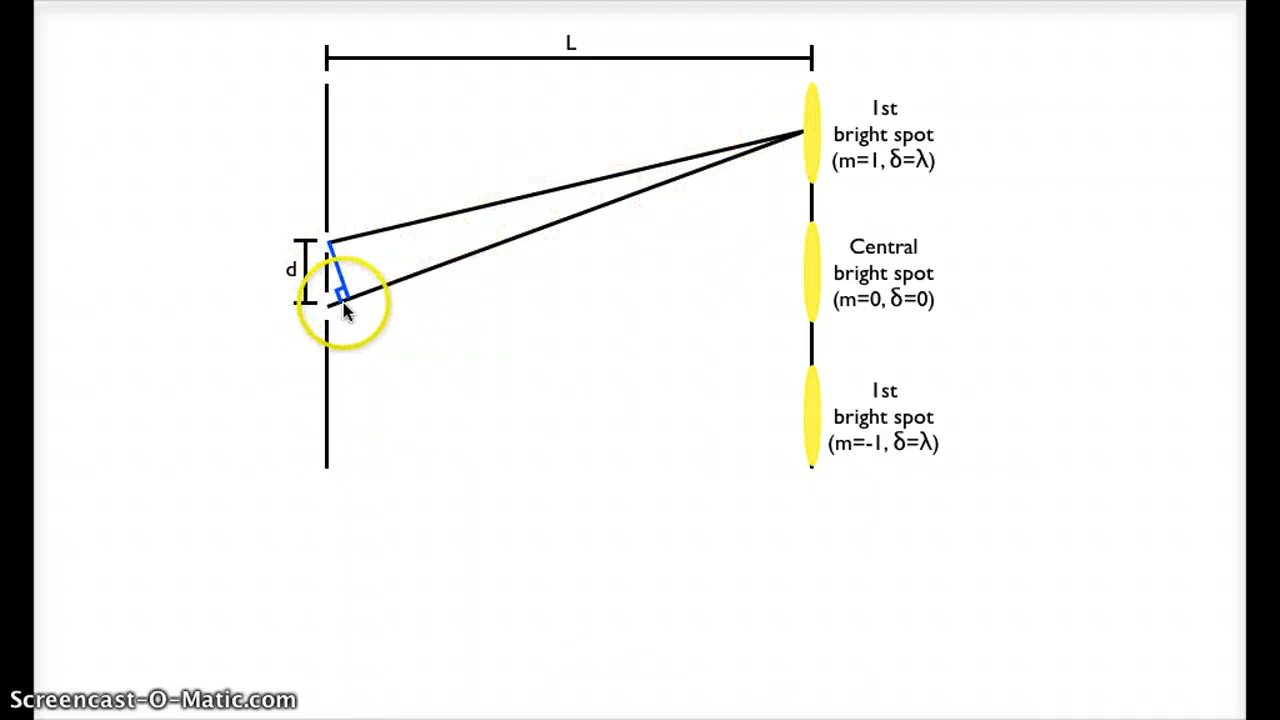 L
1st
bright spot
(m=1, δ=λ)
d
Central
bright spot
(m=0, δ=0)
1st
bright spot
(m=-1, δ=λ)
Screencast-O-Matic.com